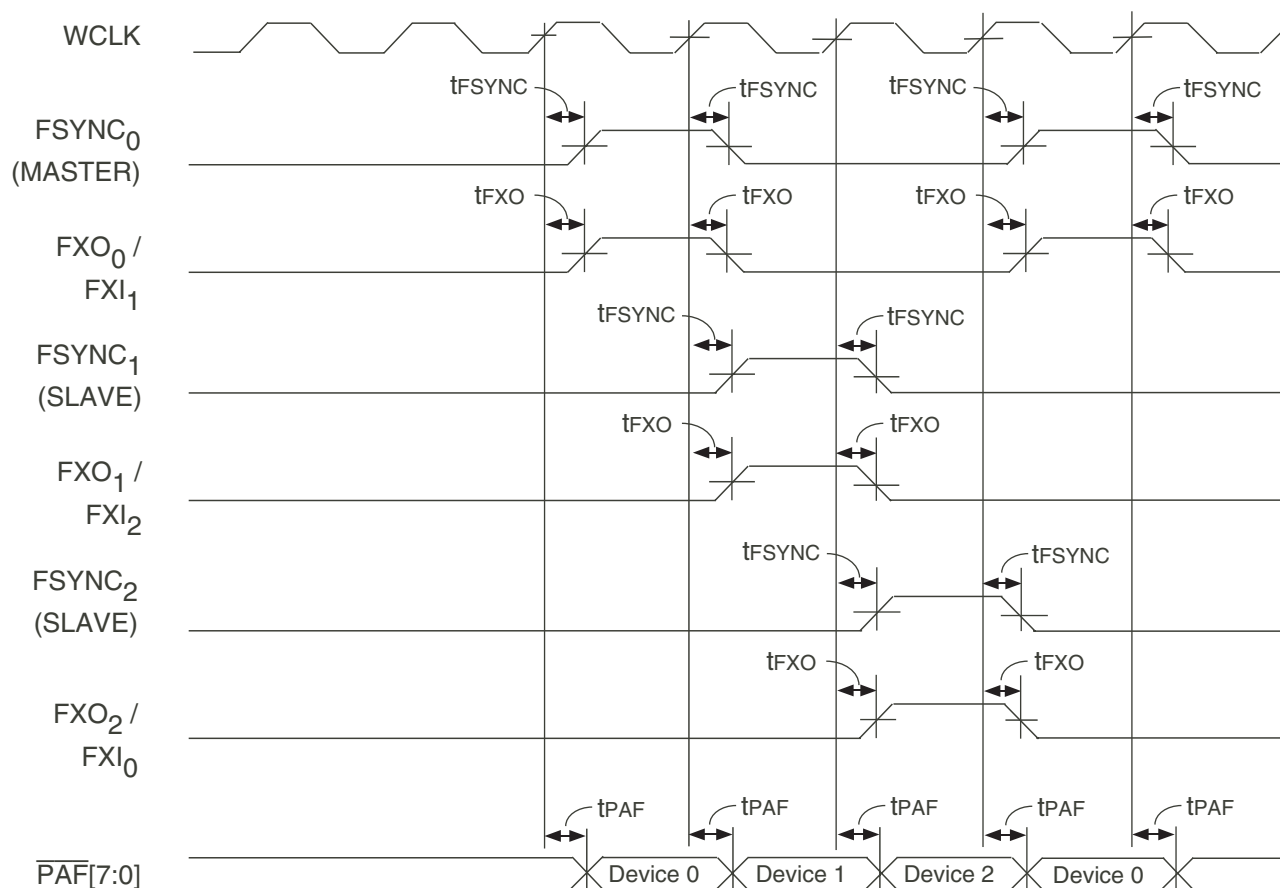 WCLK
tFSYNC tFSYNC tFSYNC tFSYNC
FSYNC0
(MASTER)
tFXO tFXO tFXO tFXO
FXO0 /
FXI1
tFSYNC tFSYNC
FSYNC1
(SLAVE)
tFXO tFXO
FXO1 /
FXI2
tFSYNC tFSYNC
FSYNC2
(SLAVE)
tFXO tFXO
FXO2 /
FXI0
tPAF tPAF tPAF tPAF tPAF
PAF[7:0] Device 0 Device 1 Device 2 Device 0